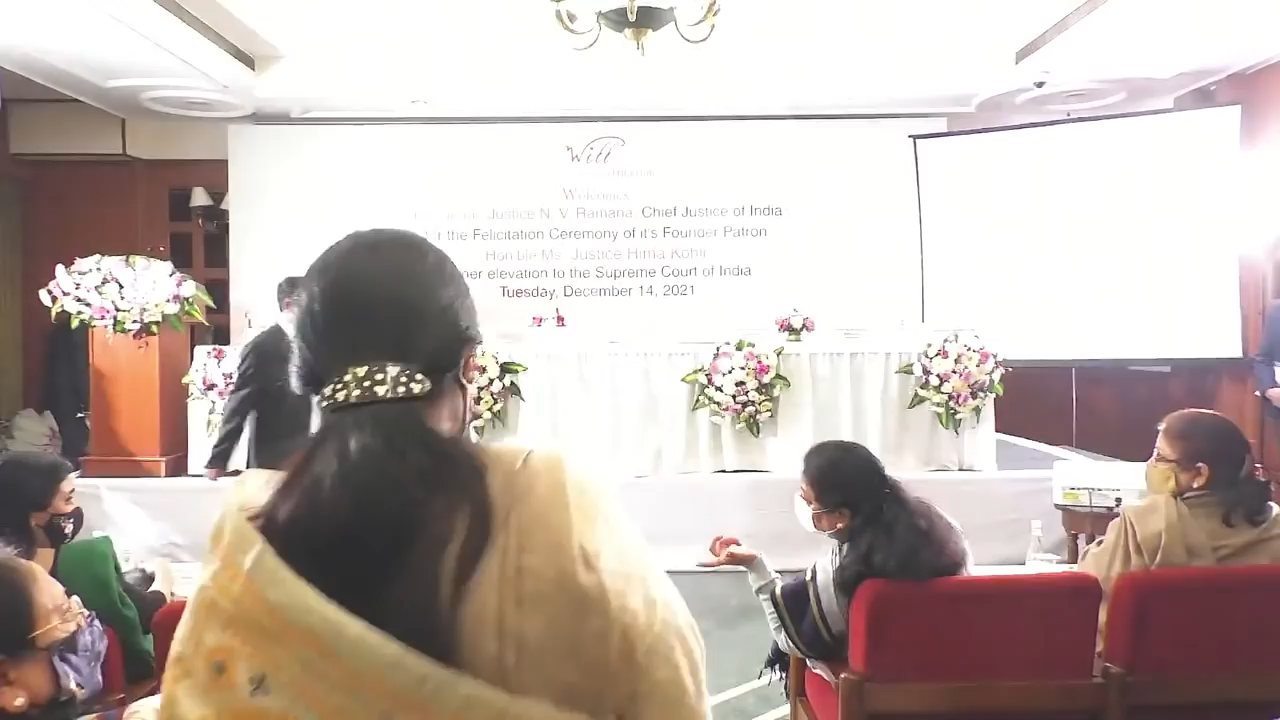 Will
Welcomes
Justice N. V. Ramana, Chief Justice of India
the Felicitation Ceremony of it's Founder Patron
Hon'ble Ms. Justice Hima Kohli
her elevation to the Supreme Court of India
Tuesday, December 14, 2021